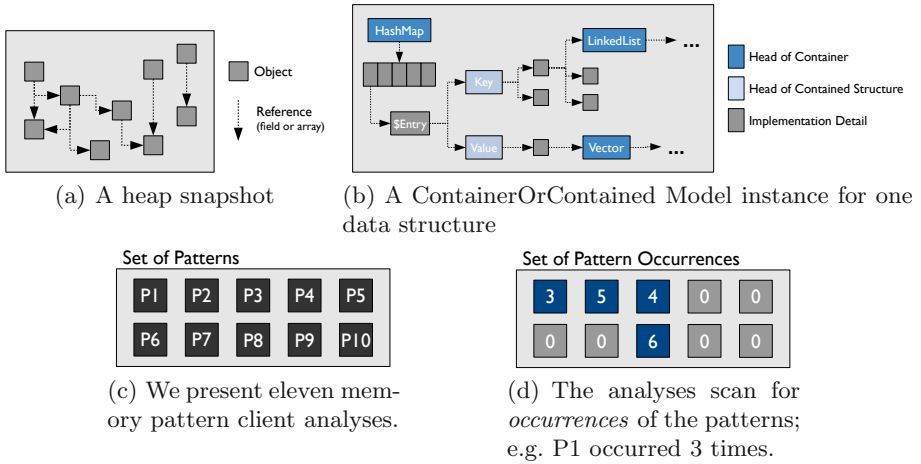 Object
Reference
(field or array)
(a) A heap snapshot
HashMap
LinkedList
...
Key
$Entry
Value
Vector
...
Head of Container
Head of Contained Structure
Implementation Detail
(b) A ContainerOrContained Model instance for one
data structure
Set of Patterns
P1 P2 P3 P4 P5
P6 P7 P8 P9 P10
(c) We present eleven mem-
ory pattern client analyses.
Set of Pattern Occurrences
3 5 4 0 0
0 0 6 0 0
(d) The analyses scan for
occurrences of the patterns;
e.g. P1 occurred 3 times.